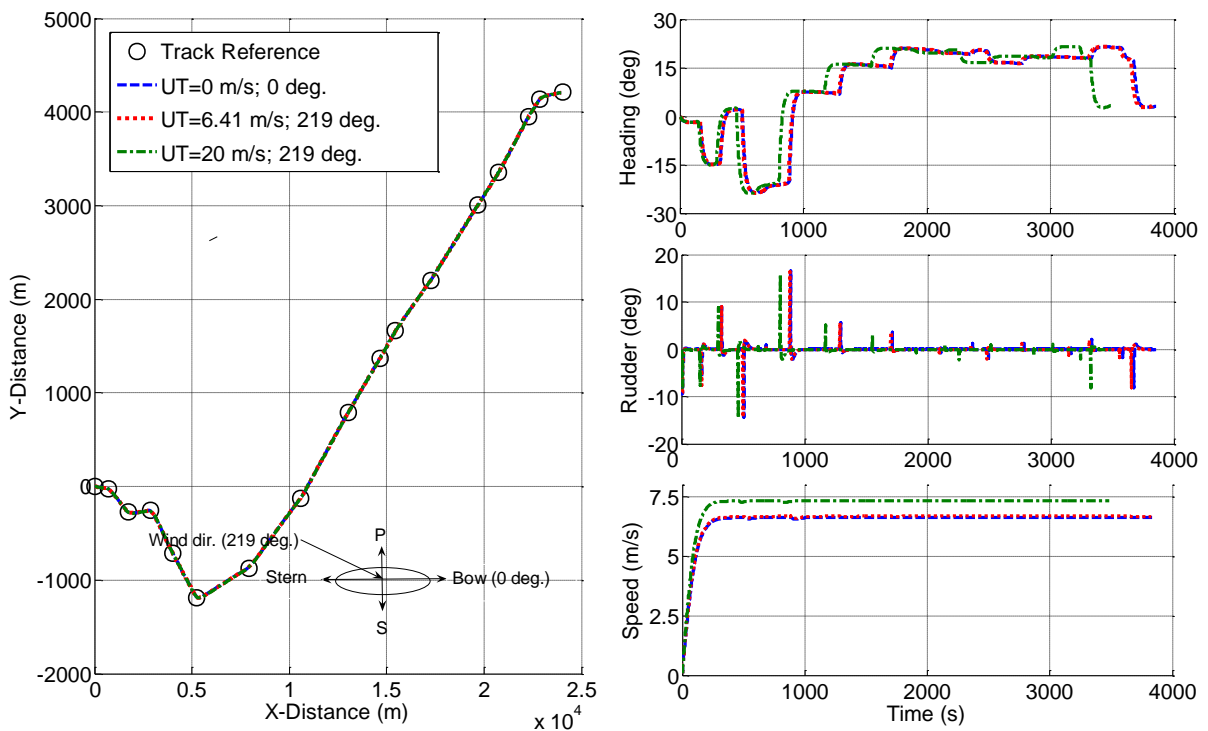 5000
4000
3000
2000
1000
0
-1000
-2000
Y-Distance (m)
Track Reference
UT=0 m/s; 0 deg.
UT=6.41 m/s; 219 deg.
UT=20 m/s; 219 deg.
Wind dir. (219 deg.)
P
Stern
Bow (0 deg.)
S
0 0.5 1 1.5 2 2.5
X-Distance (m)
x 10^4
30
15
0
-15
-30
Heading (deg)
0 1000 2000 3000 4000
20
10
0
-10
-20
Rudder (deg)
0 1000 2000 3000 4000
7.5
5
2.5
0
Speed (m/s)
0 1000 2000 3000 4000
Time (s)